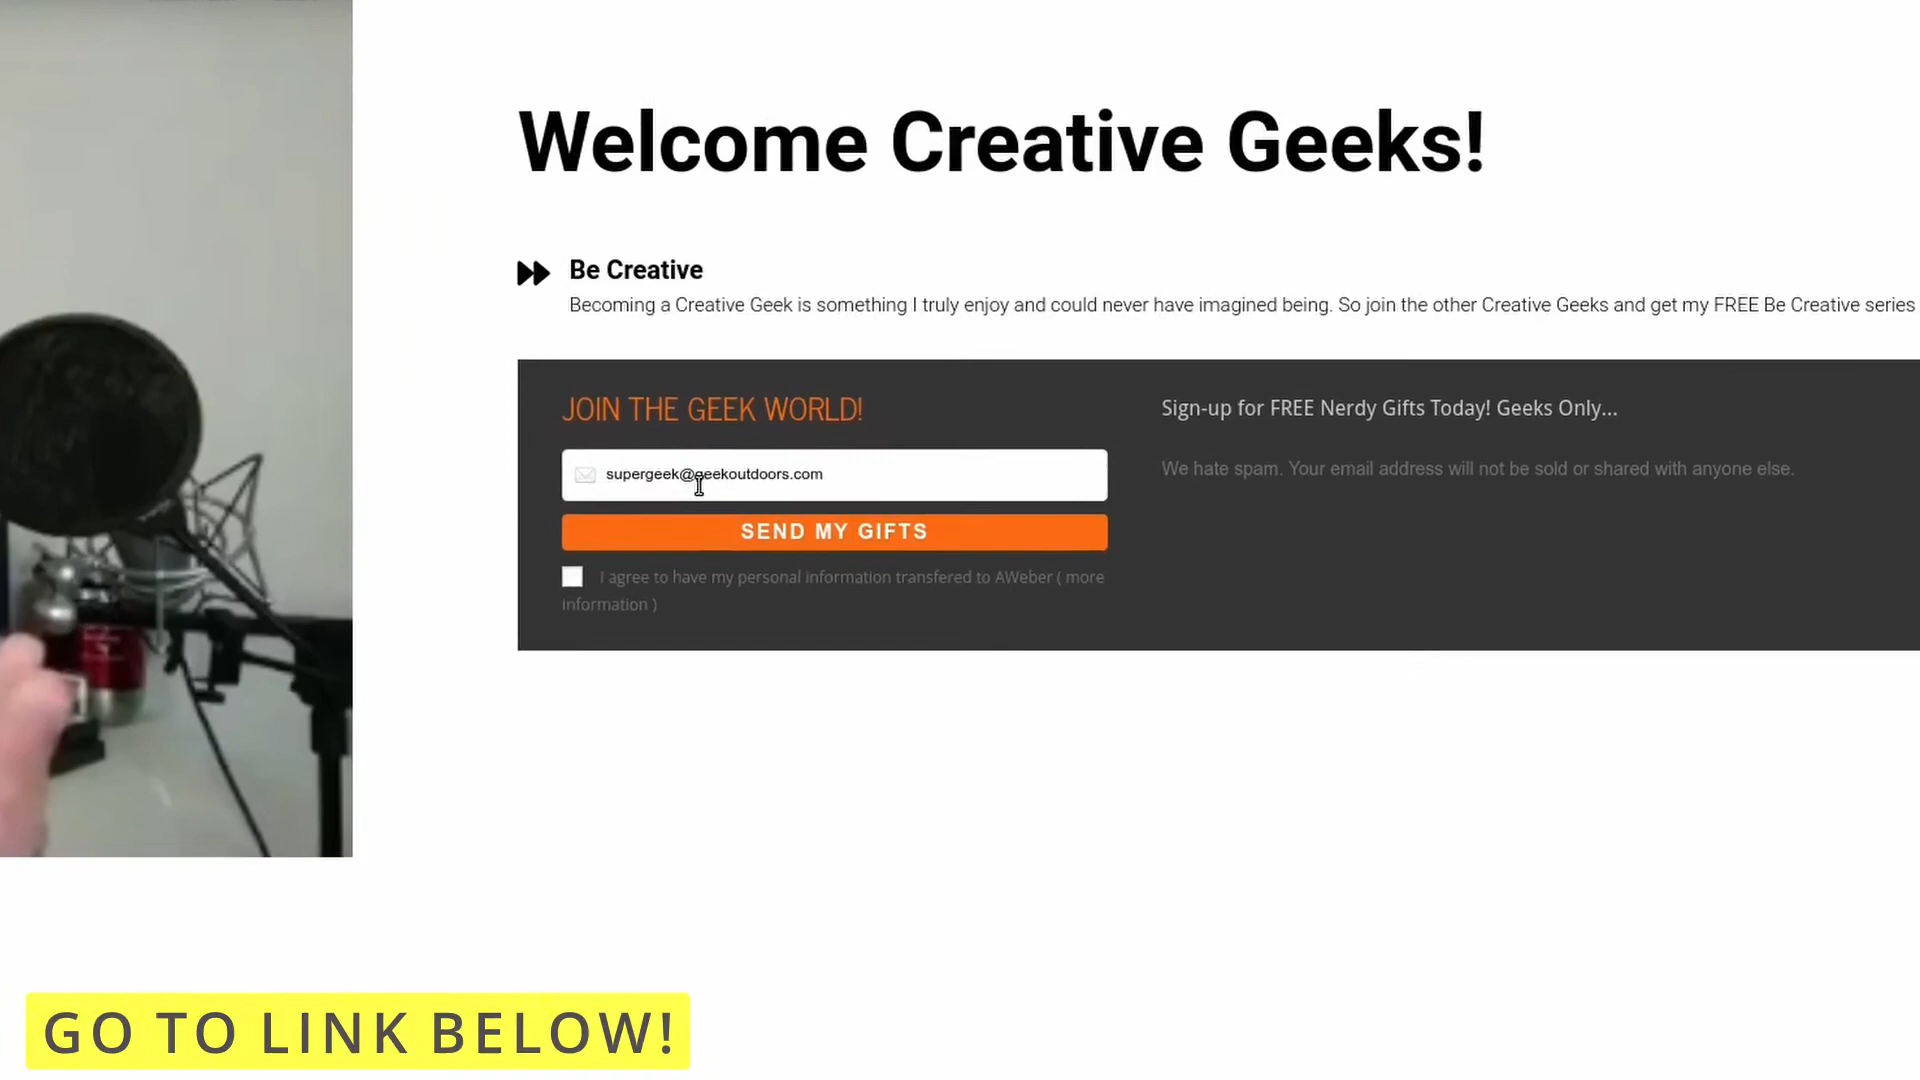 Welcome Creative Geeks!
Be Creative
Becoming a Creative Geek is something I truly enjoy and could never have imagined being. So join the other Creative Geeks and get my FREE Be Creative series
JOIN THE GEEK WORLD!
Sign-up for FREE Nerdy Gifts Today! Geeks Only...
supergeek@geekoutdoors.com
We hate spam. Your email address will not be sold or shared with anyone else.
SEND MY GIFTS
I agree to have my personal information transfered to AWeber ( more
information )
GO TO LINK BELOW!